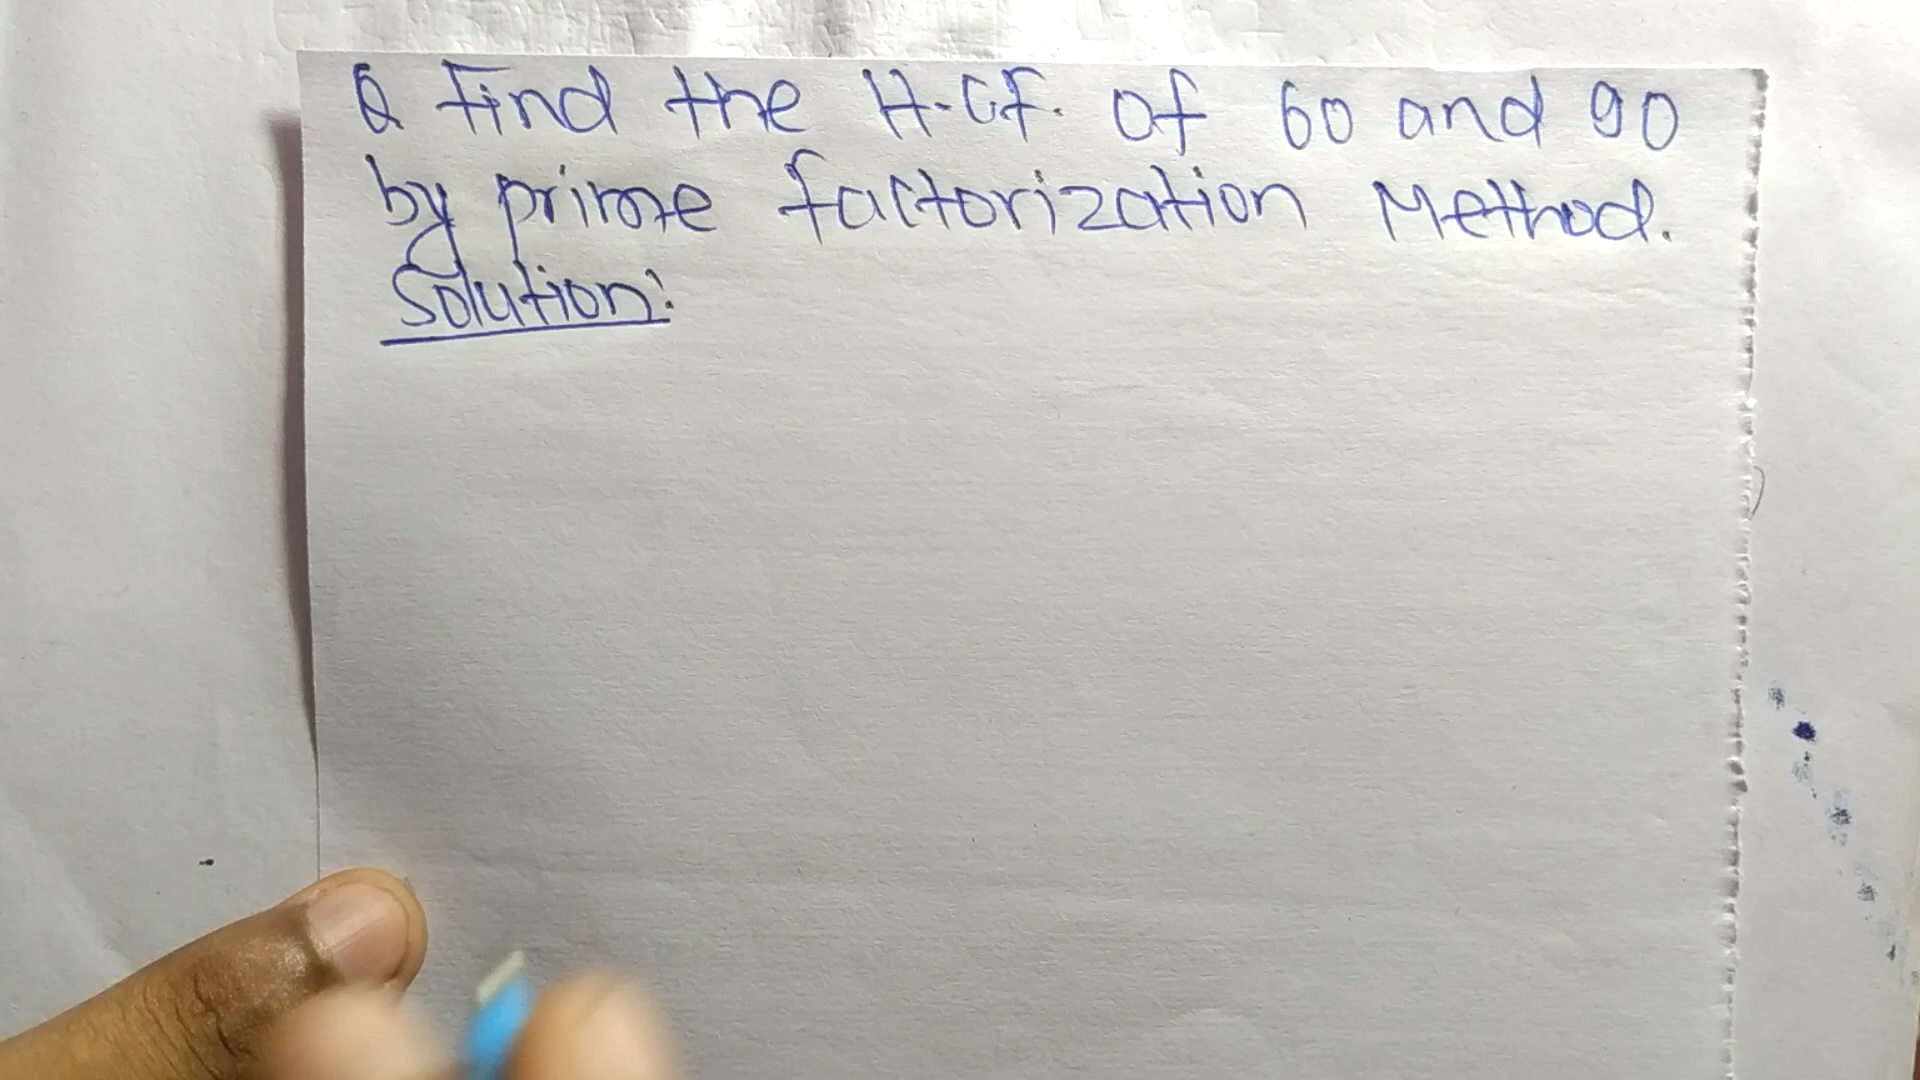 Q Find the H.C.F. Of 60 and 90
by prime factorization Method.
Solution: